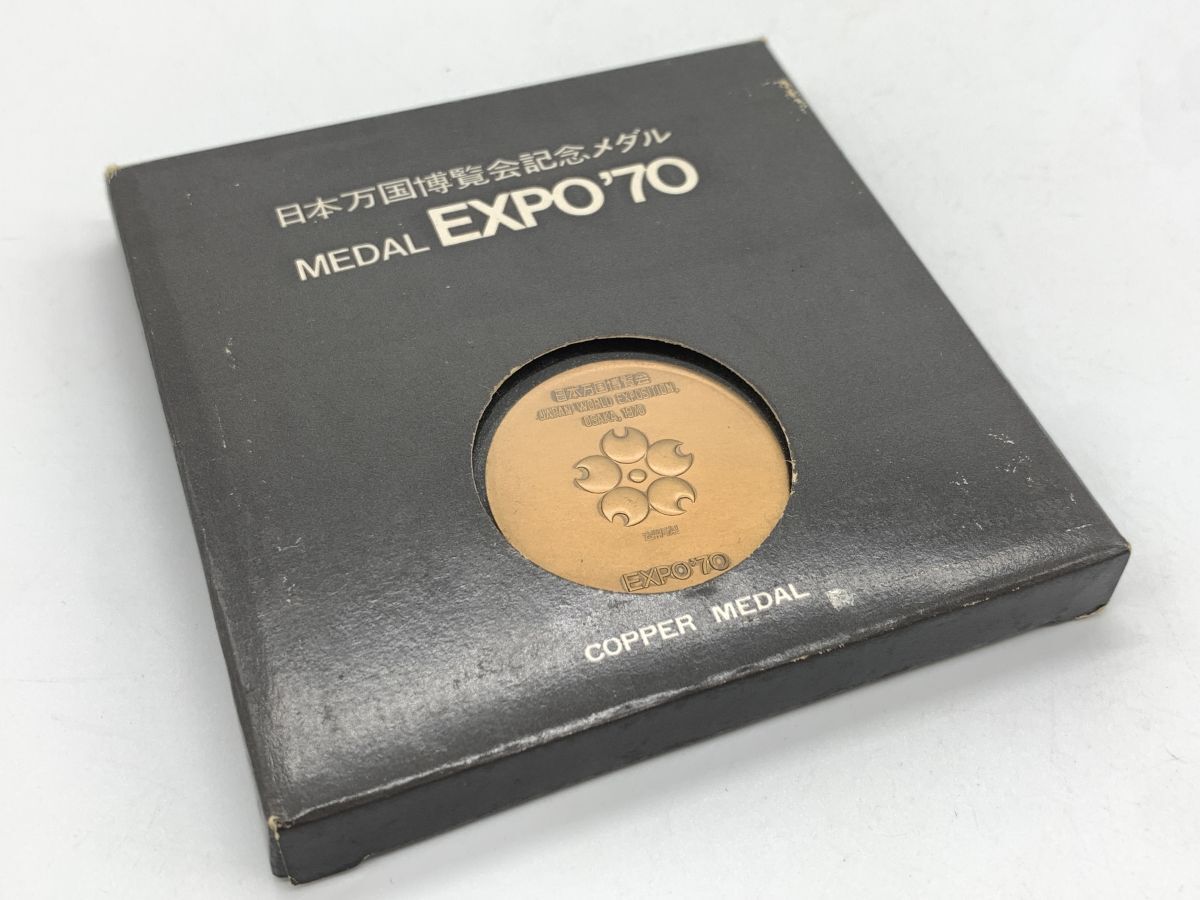 日本万国博覧会記念メダル
MEDAL EXPO'70
日本万国博覧会
JAPAN WORLD EXPOSITION,
OSAKA, 1970
EXPO'70
COPPER MEDAL